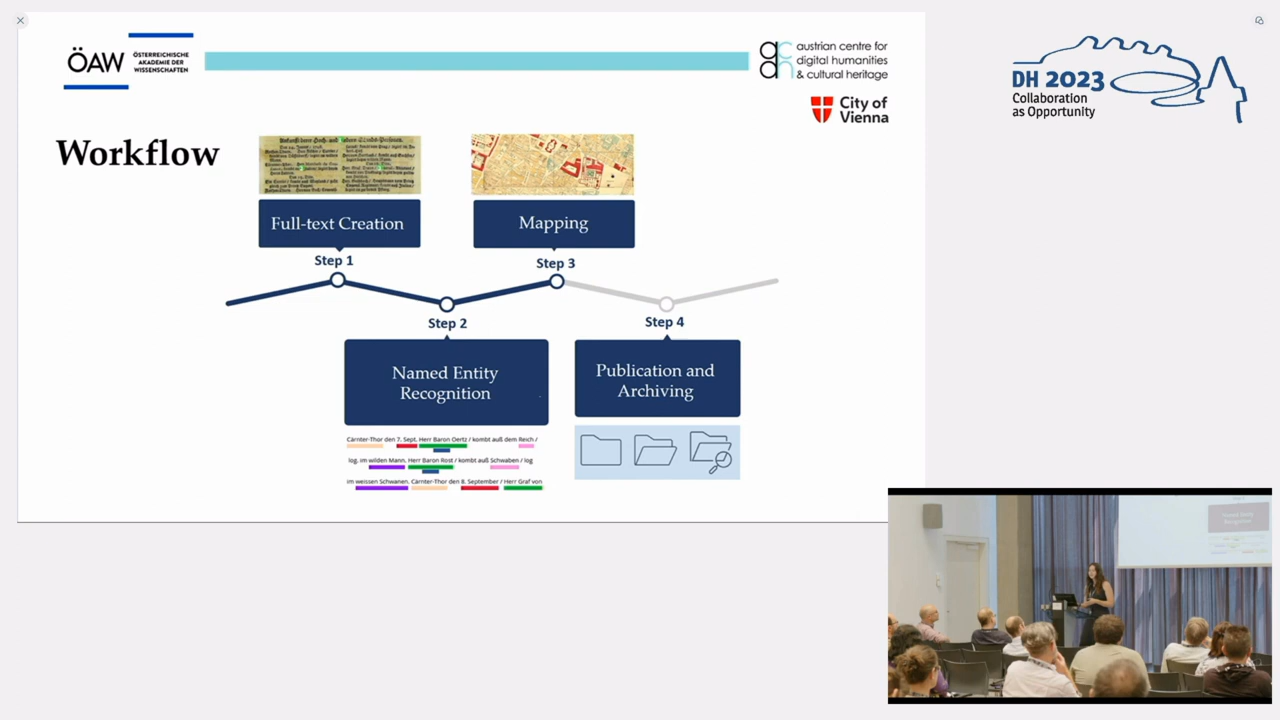 ÖAW
ÖSTERREICHISCHE
AKADEMIE DER
WISSENSCHAFTEN
austrian centre for
digital humanities
& cultural heritage
City of
Vienna
DH 2023
Collaboration
as Opportunity
Workflow
Full-text Creation
Mapping
Step 1
Step 3
Step 2
Step 4
Named Entity
Recognition
Publication and
Archiving
Cärnter-Thor den 7. Sept. Herr Baron Oertz / kombt auß dem Reich /
log. im wilden Mann. Herr Baron Rost / kombt auß Schwaben / log
im weissen Schwanen. Cärnter-Thor den 8. September / Herr Graf von
Named Entity
Recognition